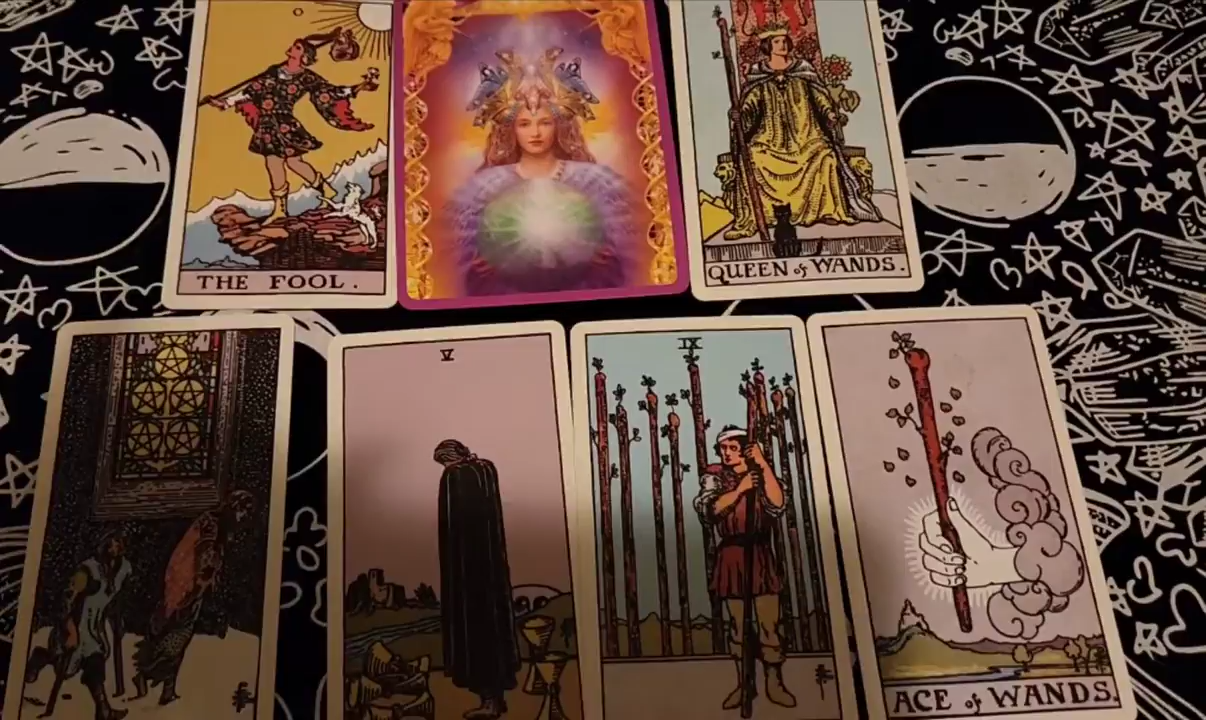 THE FOOL.
QUEEN of WANDS.
V
IX
ACE of WANDS.